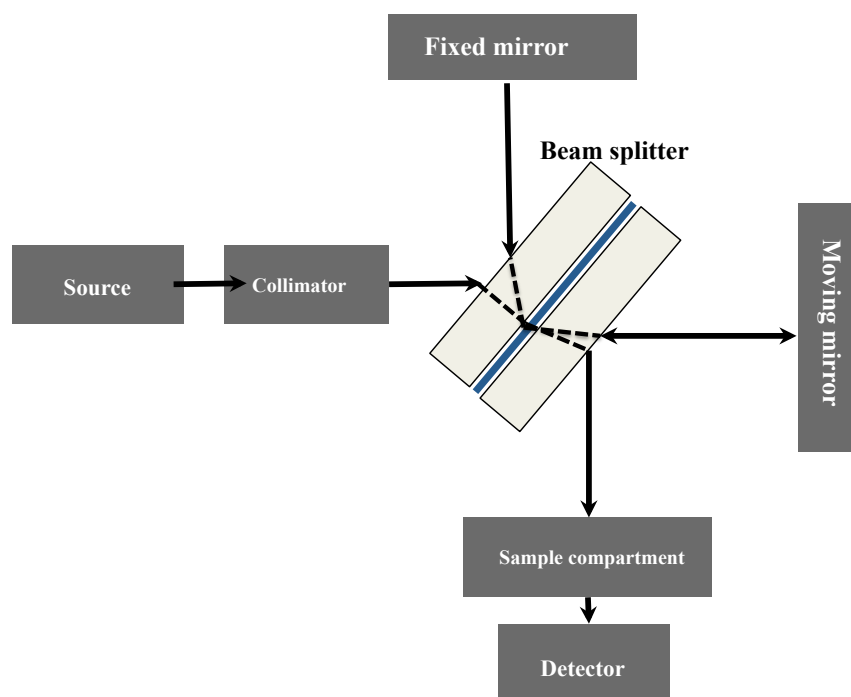 Fixed mirror
Beam splitter
Source
Collimator
Moving mirror
Sample compartment
Detector